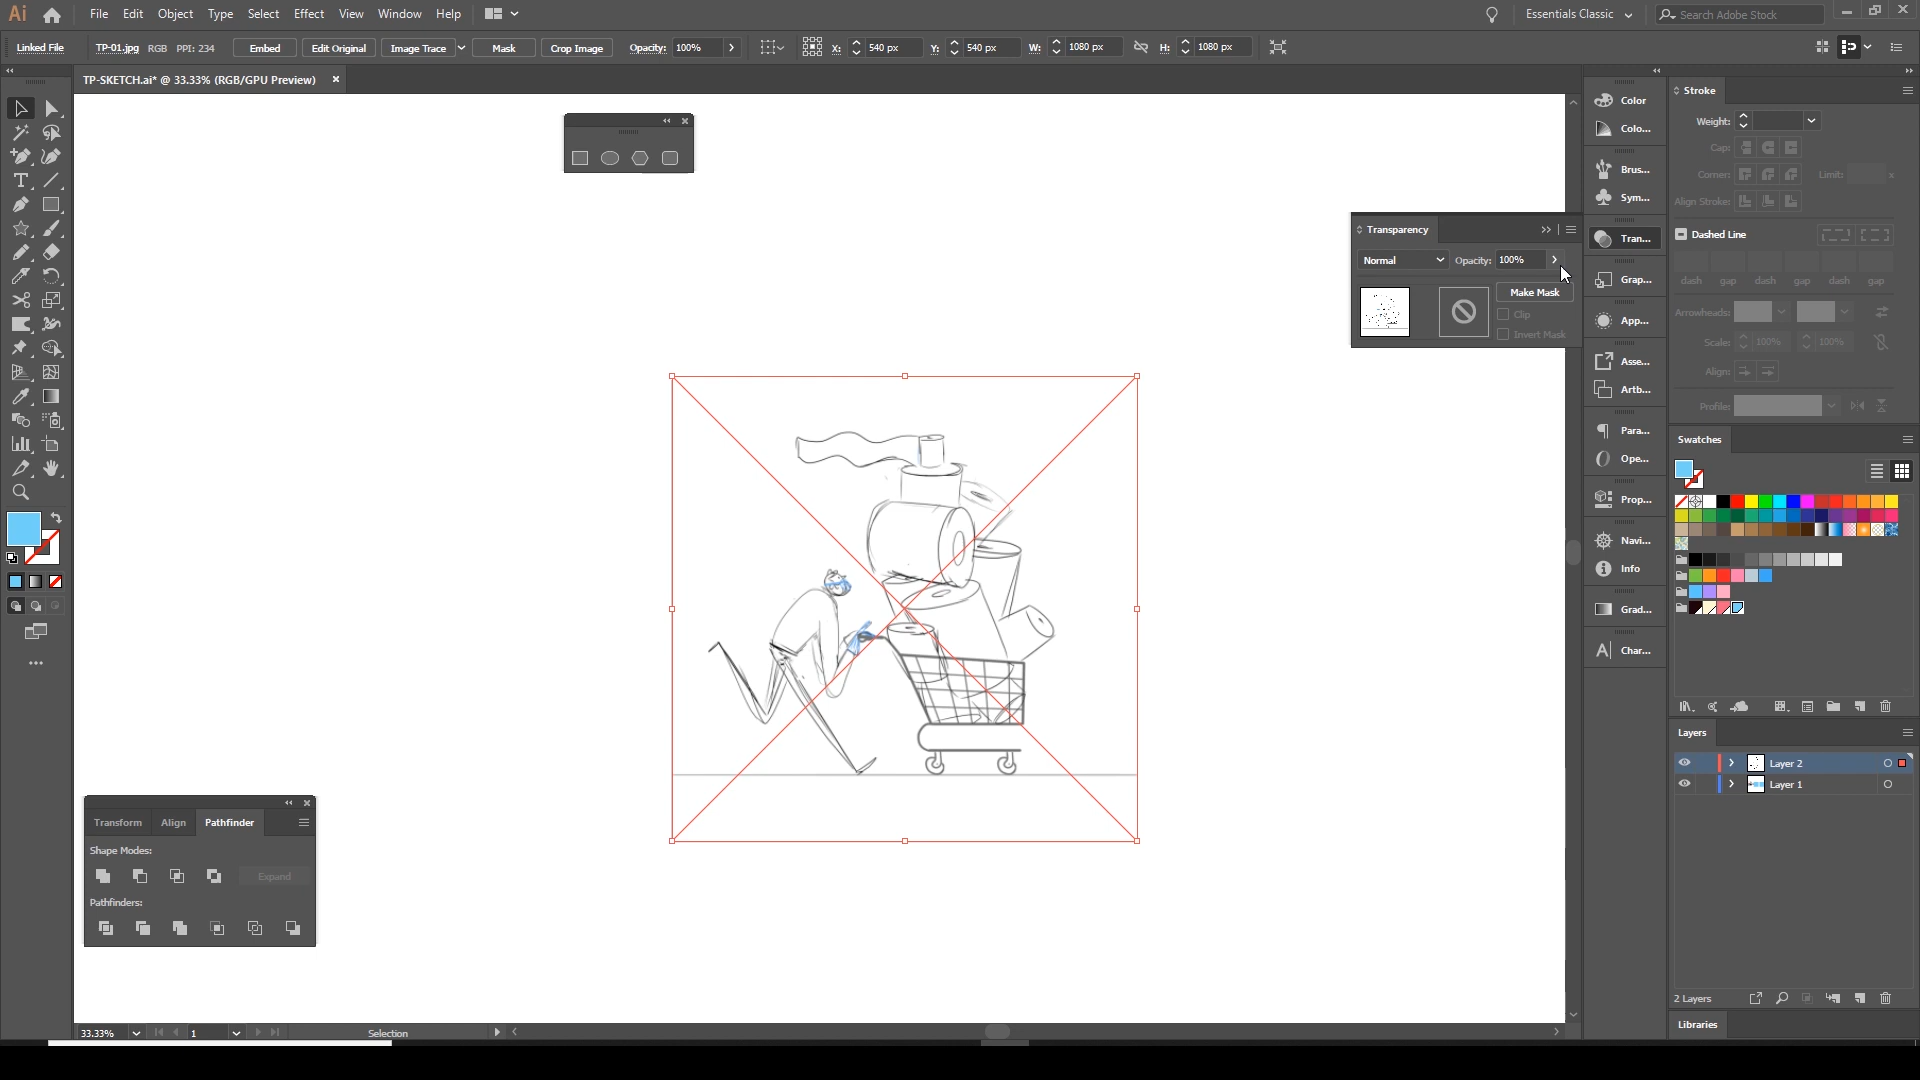 Ai File Edit Object Type Select Effect View Window Help Essentials Classic Search Adobe Stock
Linked File TP-01.jpg RGB PPI: 234 Embed Edit Original Image Trace Mask Crop Image Opacity: 100% X: 540 px Y: 540 px W: 1080 px H: 1080 px
TP-SKETCH.ai* @ 33.33% (RGB/GPU Preview)
Color
Colo...
Brus...
Sym...
Tran...
Grap...
App...
Asse...
Artb...
Para...
Ope...
Prop...
Navi...
Info
Grad...
Char...
Stroke
Weight:
Cap:
Corner: Limit: x
Align Stroke:
Dashed Line
dash gap dash gap dash gap
Arrowheads:
Scale: 100% 100%
Align:
Profile:
Transparency
Normal Opacity: 100%
Make Mask
Clip
Invert Mask
Swatches
Layers
Layer 2
Layer 1
2 Layers
Libraries
Transform Align Pathfinder
Shape Modes:
Expand
Pathfinders:
33.33% 1 Selection